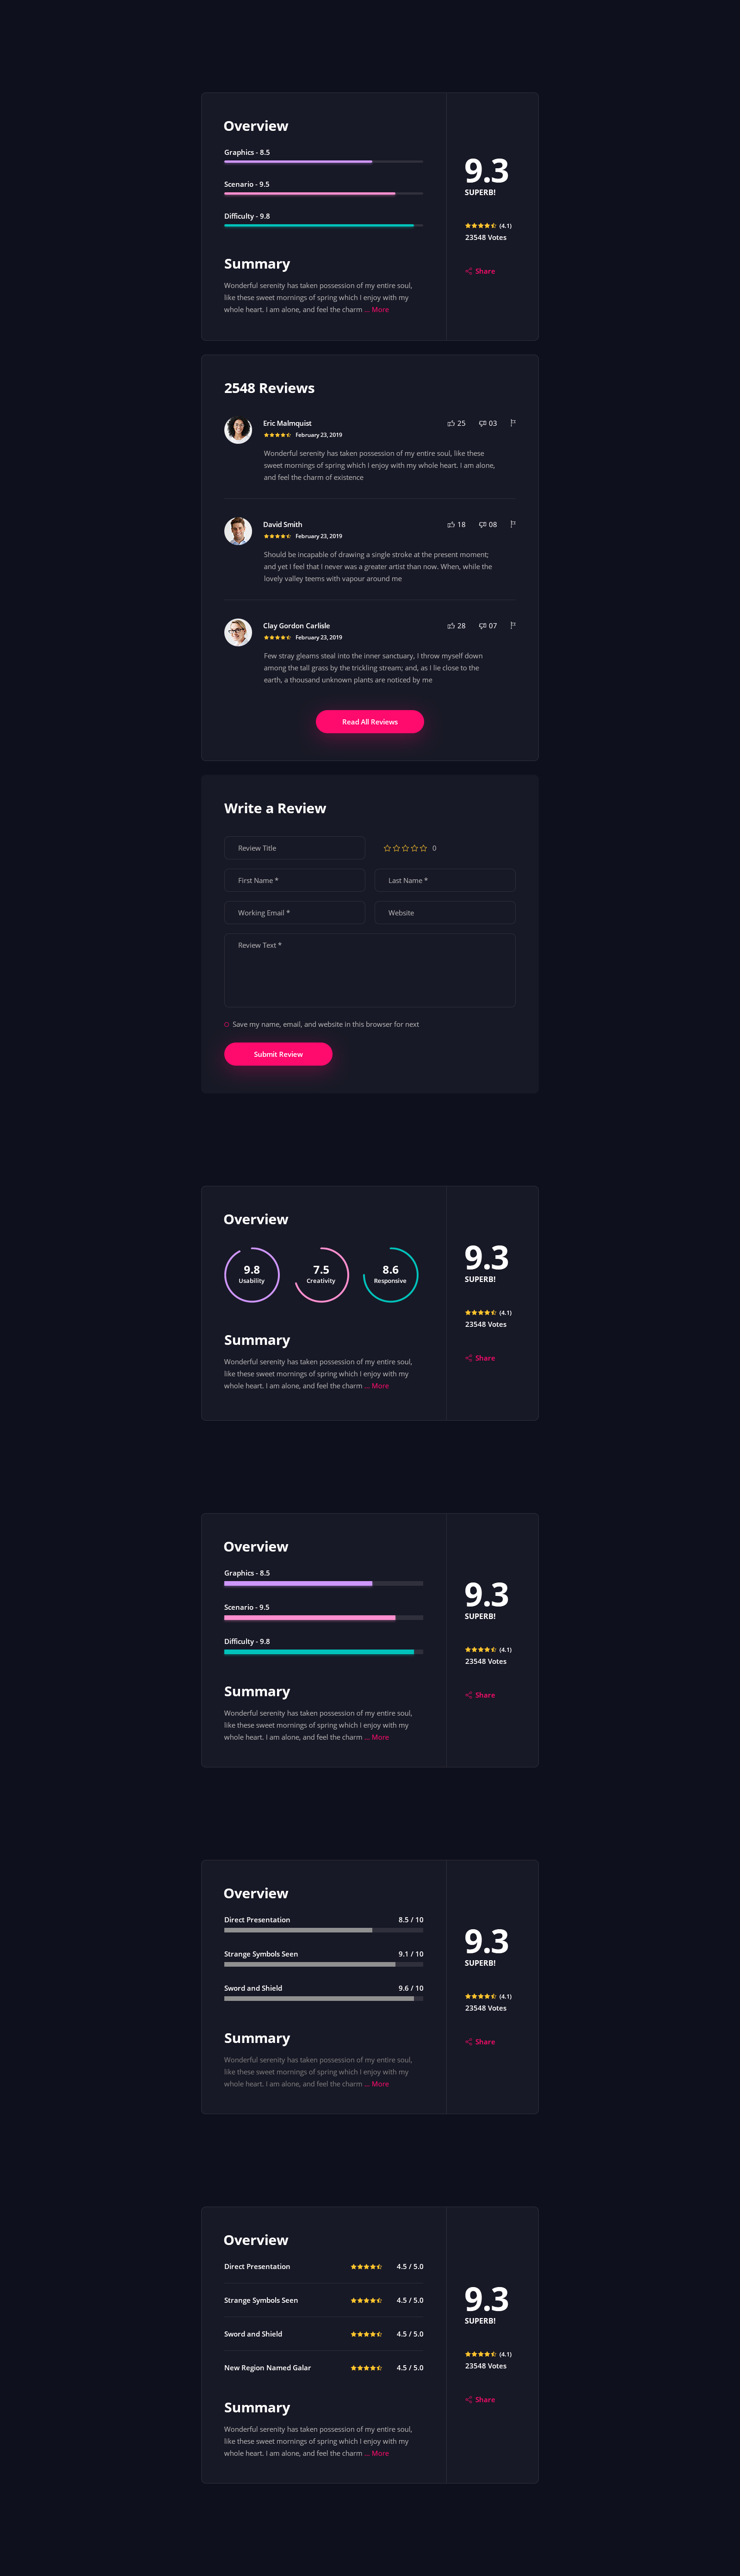 Overview
Graphics - 8.5
Scenario - 9.5
Difficulty - 9.8
Summary
Wonderful serenity has taken possession of my entire soul,
like these sweet mornings of spring which I enjoy with my
whole heart. I am alone, and feel the charm ... More
9.3
SUPERB!
(4.1)
23548 Votes
Share
2548 Reviews
Eric Malmquist
25 03
February 23, 2019
Wonderful serenity has taken possession of my entire soul, like these
sweet mornings of spring which I enjoy with my whole heart. I am alone,
and feel the charm of existence
David Smith
18 08
February 23, 2019
Should be incapable of drawing a single stroke at the present moment;
and yet I feel that I never was a greater artist than now. When, while the
lovely valley teems with vapour around me
Clay Gordon Carlisle
28 07
February 23, 2019
Few stray gleams steal into the inner sanctuary, I throw myself down
among the tall grass by the trickling stream; and, as I lie close to the
earth, a thousand unknown plants are noticed by me
Read All Reviews
Write a Review
Review Title
0
First Name *
Last Name *
Working Email *
Website
Review Text *
Save my name, email, and website in this browser for next
Submit Review
Overview
9.8
Usability
7.5
Creativity
8.6
Responsive
Summary
Wonderful serenity has taken possession of my entire soul,
like these sweet mornings of spring which I enjoy with my
whole heart. I am alone, and feel the charm ... More
9.3
SUPERB!
(4.1)
23548 Votes
Share
Overview
Graphics - 8.5
Scenario - 9.5
Difficulty - 9.8
Summary
Wonderful serenity has taken possession of my entire soul,
like these sweet mornings of spring which I enjoy with my
whole heart. I am alone, and feel the charm ... More
9.3
SUPERB!
(4.1)
23548 Votes
Share
Overview
Direct Presentation 8.5 / 10
Strange Symbols Seen 9.1 / 10
Sword and Shield 9.6 / 10
Summary
Wonderful serenity has taken possession of my entire soul,
like these sweet mornings of spring which I enjoy with my
whole heart. I am alone, and feel the charm ... More
9.3
SUPERB!
(4.1)
23548 Votes
Share
Overview
Direct Presentation 4.5 / 5.0
Strange Symbols Seen 4.5 / 5.0
Sword and Shield 4.5 / 5.0
New Region Named Galar 4.5 / 5.0
Summary
Wonderful serenity has taken possession of my entire soul,
like these sweet mornings of spring which I enjoy with my
whole heart. I am alone, and feel the charm ... More
9.3
SUPERB!
(4.1)
23548 Votes
Share